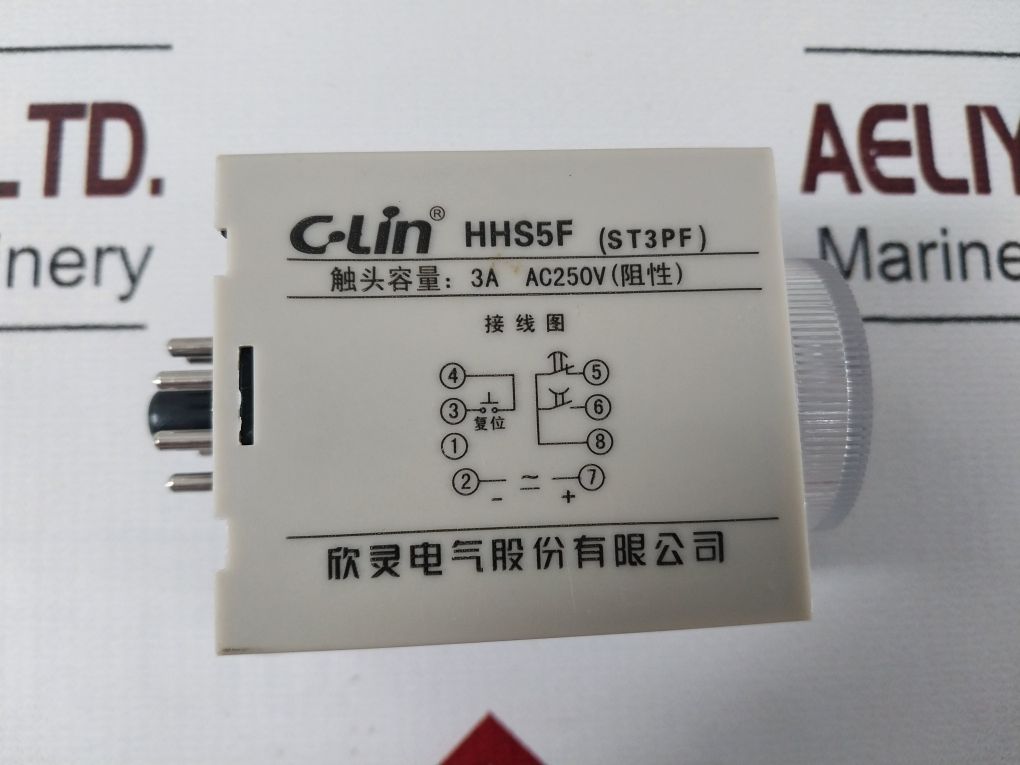 LTD.
AELIY
inery
Marine
C-Lin® HHS5F (ST3PF)
触头容量: 3A AC250V(阻性)
接线图
4 5
3 复位 6
1 8
2 - ≂ + 7
欣灵电气股份有限公司